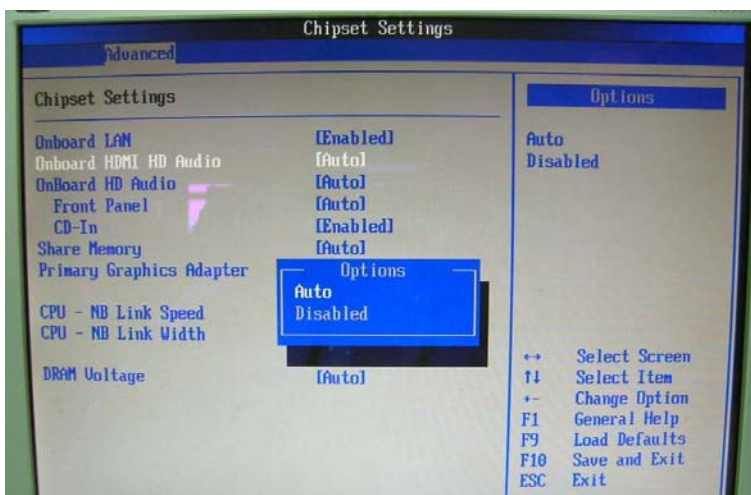 Chipset Settings
Advanced
Chipset Settings
Onboard LAN [Enabled]
Onboard HDMI HD Audio [Auto]
OnBoard HD Audio [Auto]
Front Panel [Auto]
CD-In [Enabled]
Share Memory [Auto]
Primary Graphics Adapter
CPU - NB Link Speed
CPU - NB Link Width
DRAM Voltage [Auto]
Options
Auto
Disabled
Options
Auto
Disabled
↔ Select Screen
↑↓ Select Item
+- Change Option
F1 General Help
F9 Load Defaults
F10 Save and Exit
ESC Exit